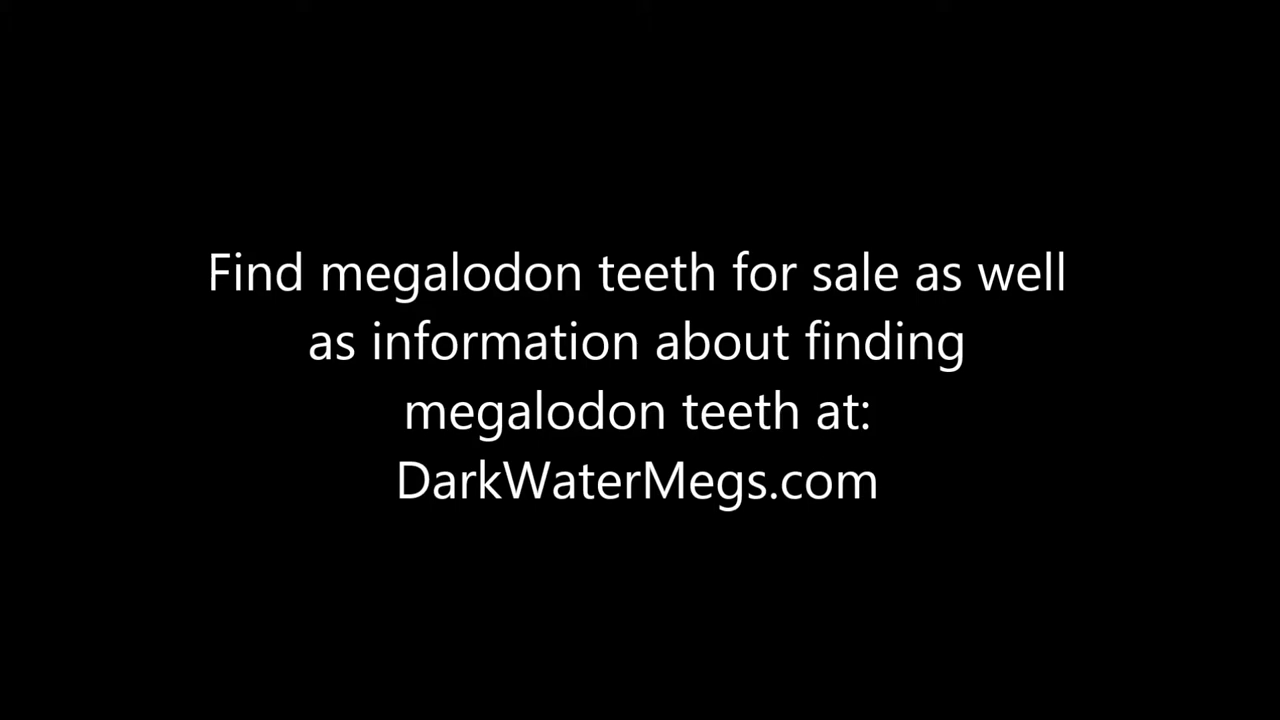 Find megalodon teeth for sale as well
as information about finding
megalodon teeth at:
DarkWaterMegs.com